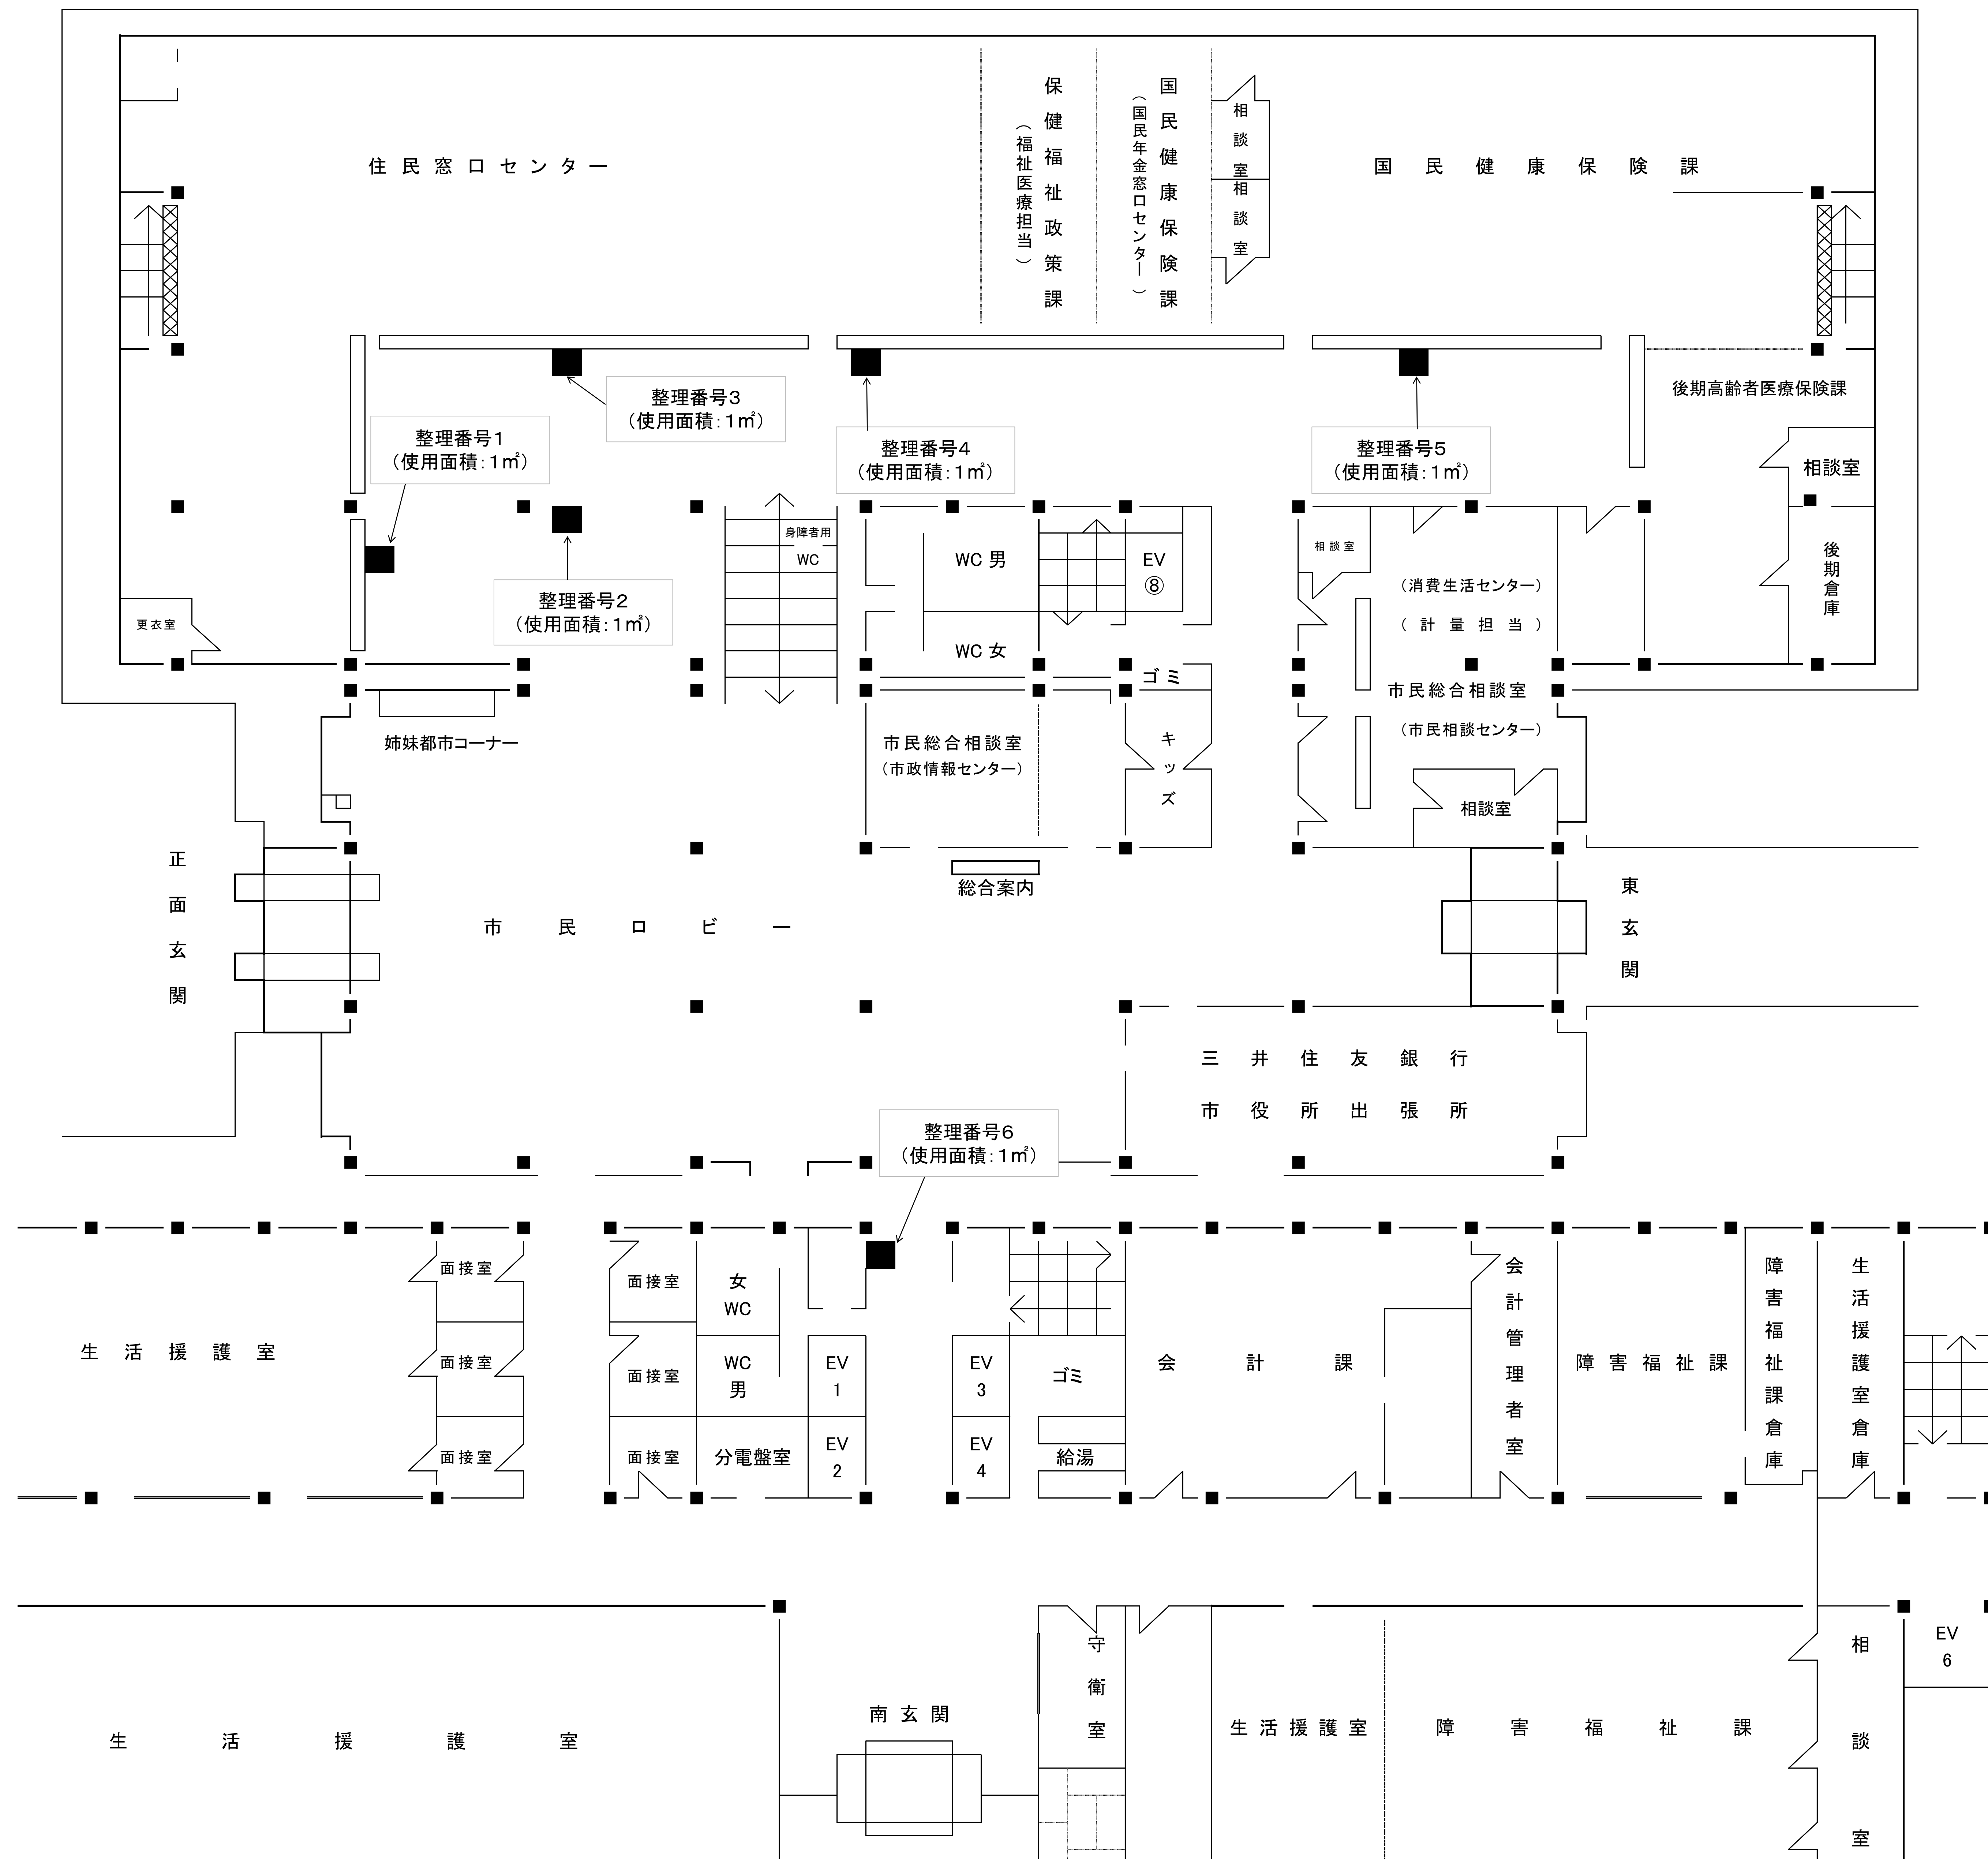 住民窓口センター
保健福祉政策課
（福祉医療担当）
国民健康保険課
（国民年金窓口センター）
相談室
相談室
国民健康保険課
後期高齢者医療保険課
相談室
後期倉庫
整理番号3
（使用面積：1㎡）
整理番号1
（使用面積：1㎡）
整理番号4
（使用面積：1㎡）
整理番号5
（使用面積：1㎡）
整理番号2
（使用面積：1㎡）
更衣室
身障者用
WC
WC 男
WC 女
EV
⑧
ゴミ
キッズ
相談室
（消費生活センター）
（計量担当）
市民総合相談室
（市民相談センター）
相談室
姉妹都市コーナー
市民総合相談室
（市政情報センター）
総合案内
正面玄関
市民ロビー
東玄関
三井住友銀行
市役所出張所
整理番号6
（使用面積：1㎡）
生活援護室
面接室
面接室
面接室
面接室
面接室
面接室
女
WC
WC
男
分電盤室
EV
1
EV
2
EV
3
EV
4
ゴミ
給湯
会計課
会計管理者室
障害福祉課
障害福祉課倉庫
生活援護室倉庫
生活援護室
南玄関
守衛室
生活援護室
障害福祉課
相談室
EV
6